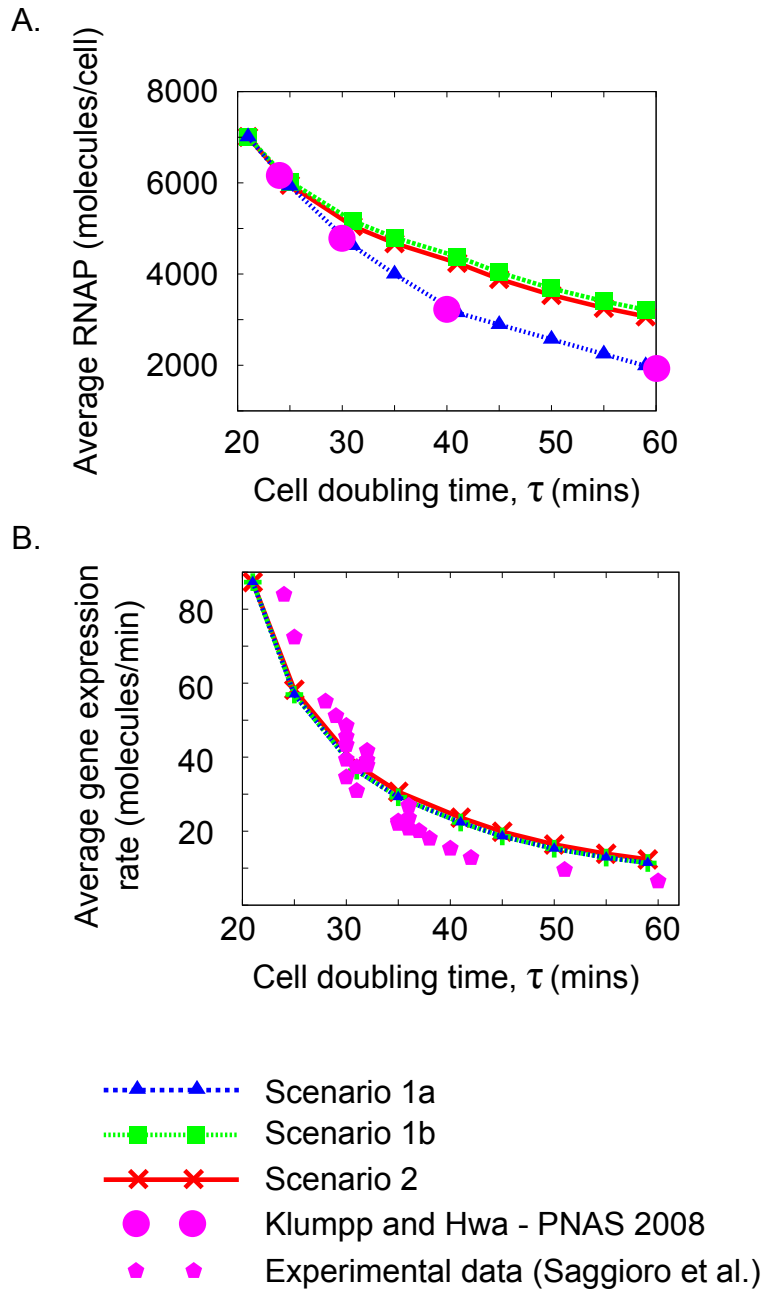 A.
Average RNAP (molecules/cell)
8000
6000
4000
2000
20 30 40 50 60
Cell doubling time, τ (mins)
B.
Average gene expression
rate (molecules/min)
80
60
40
20
20 30 40 50 60
Cell doubling time, τ (mins)
Scenario 1a
Scenario 1b
Scenario 2
Klumpp and Hwa - PNAS 2008
Experimental data (Saggioro et al.)